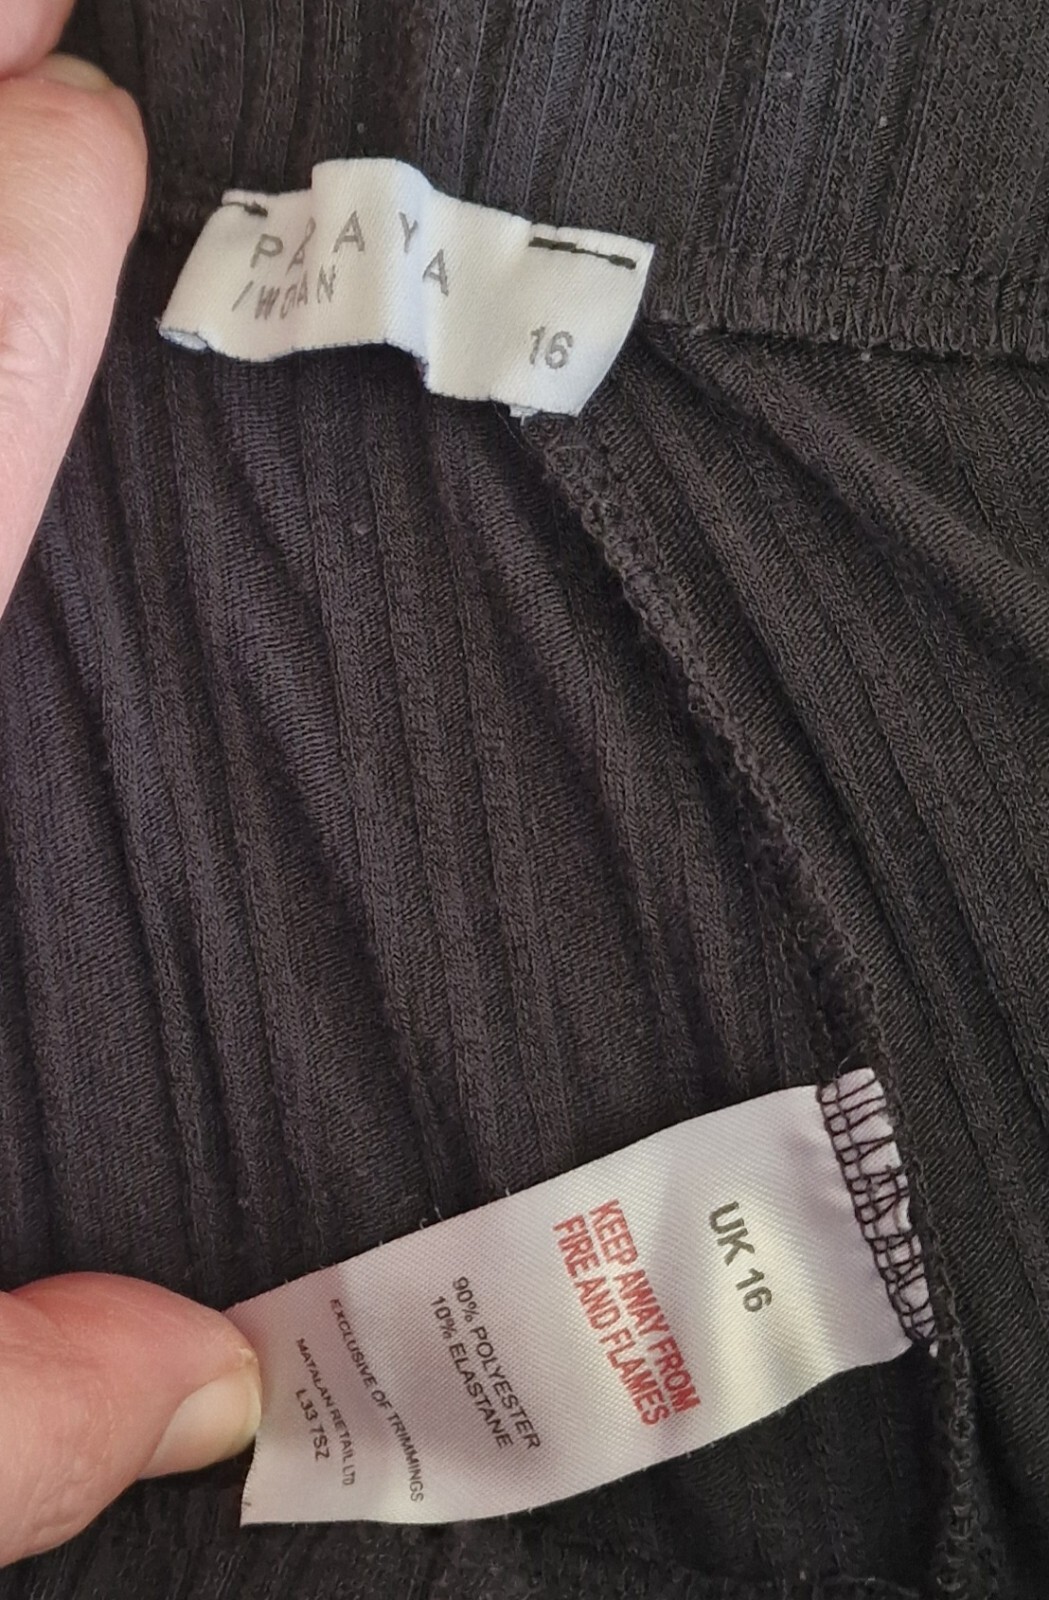 PAPAYA
/WOMAN
16
UK 16
KEEP AWAY FROM
FIRE AND FLAMES
90% POLYESTER
10% ELASTANE
EXCLUSIVE OF TRIMMINGS
MATALAN RETAIL LTD
L33 7SZ